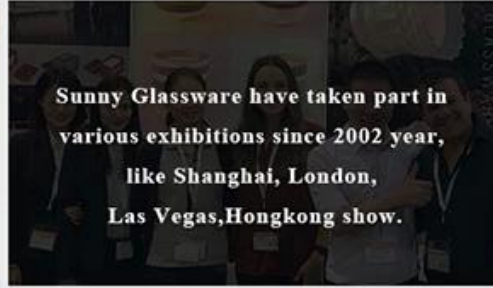 Sunny Glassware have taken part in
various exhibitions since 2002 year,
like Shanghai, London,
Las Vegas,Hongkong show.